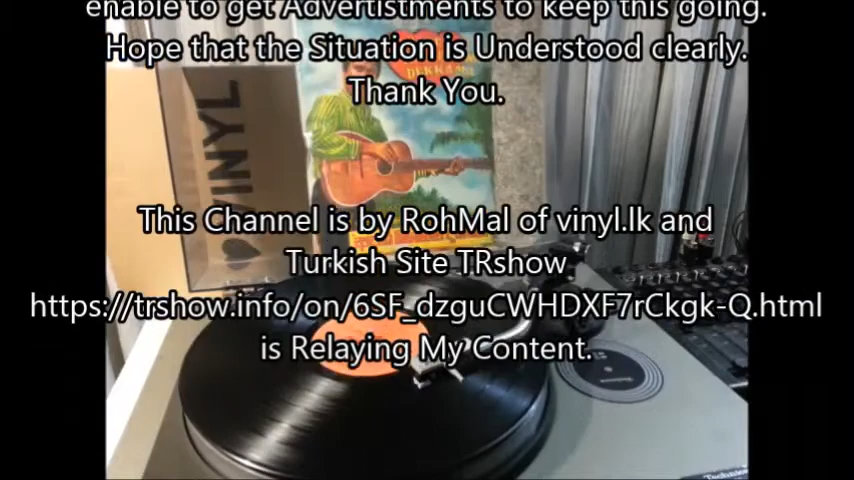 enable to get Advertistments to keep this going.
Hope that the Situation is Understood clearly.
Thank You.
VINYL
This Channel is by RohMal of vinyl.lk and
Turkish Site TRshow
https://trshow.info/on/6SF_dzguCWHDXF7rCkgk-Q.html
is Relaying My Content.